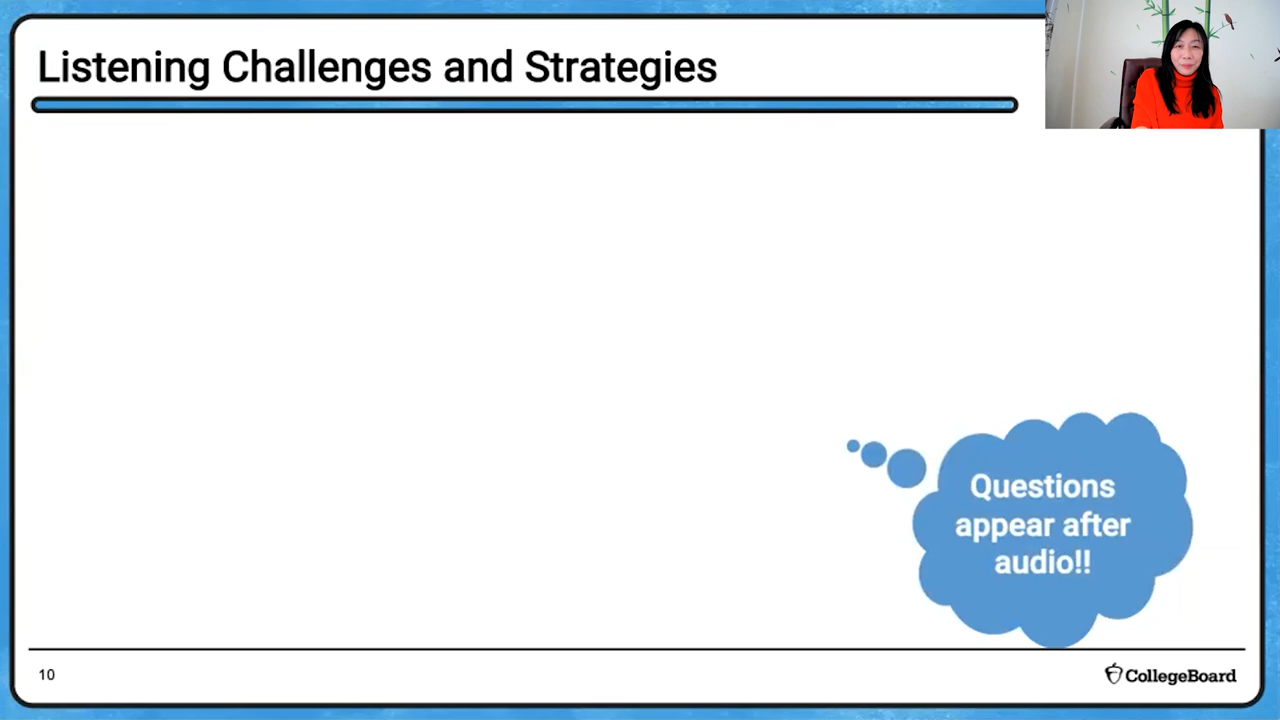 Listening Challenges and Strategies
Questions
appear after
audio!!
10
CollegeBoard